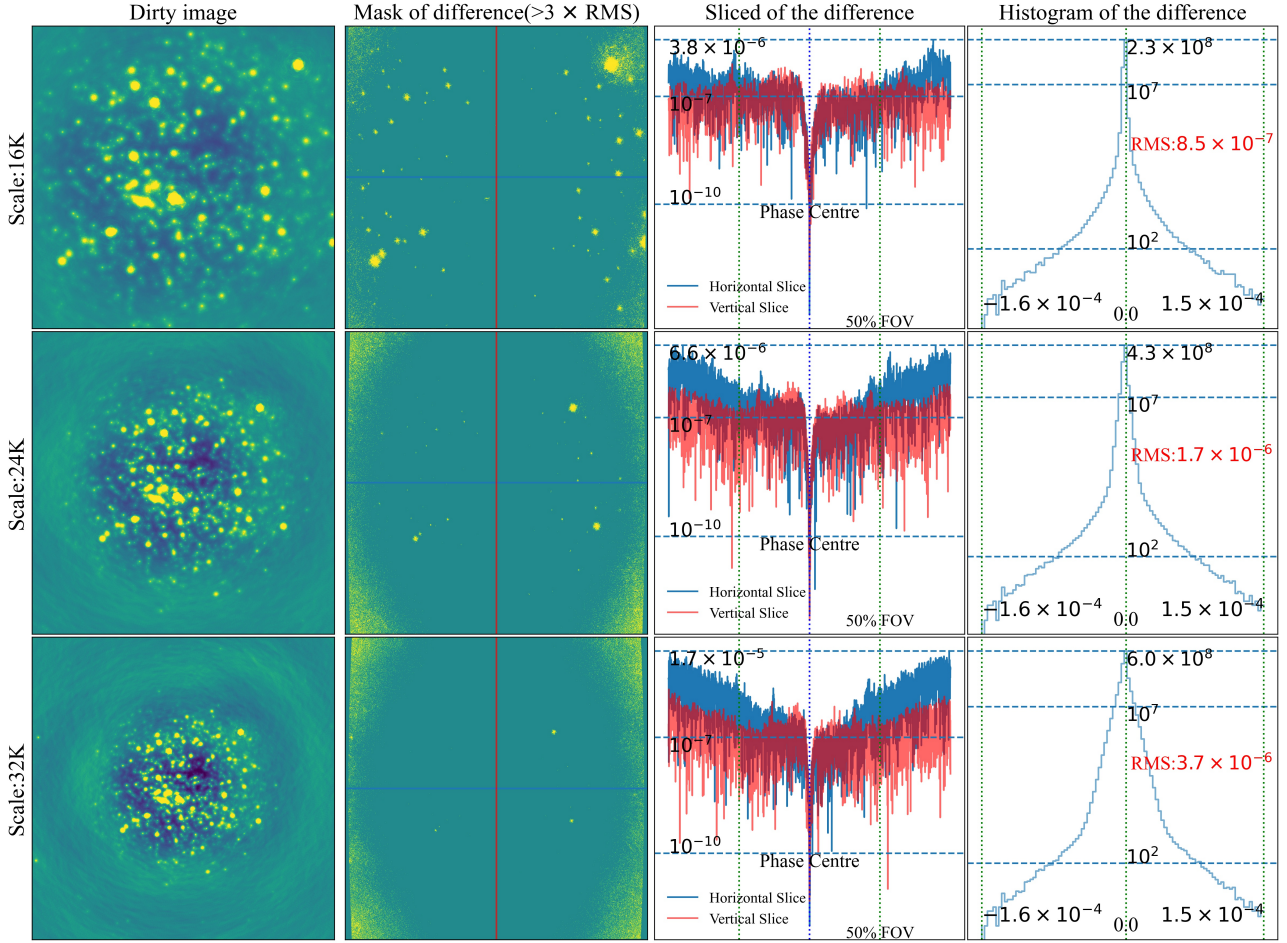 Dirty image
Mask of difference(>3 × RMS)
Sliced of the difference
Histogram of the difference
Scale:16K
3.8 × 10⁻⁶
10⁻⁷
10⁻¹⁰
Phase Centre
Horizontal Slice
Vertical Slice
50% FOV
2.3 × 10⁸
10⁷
RMS:8.5 × 10⁻⁷
10²
−1.6 × 10⁻⁴
0.0
1.5 × 10⁻⁴
Scale:24K
6.6 × 10⁻⁶
10⁻⁷
10⁻¹⁰
Phase Centre
Horizontal Slice
Vertical Slice
50% FOV
4.3 × 10⁸
10⁷
RMS:1.7 × 10⁻⁶
10²
−1.6 × 10⁻⁴
0.0
1.5 × 10⁻⁴
Scale:32K
1.7 × 10⁻⁵
10⁻⁷
10⁻¹⁰
Phase Centre
Horizontal Slice
Vertical Slice
50% FOV
6.0 × 10⁸
10⁷
RMS:3.7 × 10⁻⁶
10²
−1.6 × 10⁻⁴
0.0
1.5 × 10⁻⁴